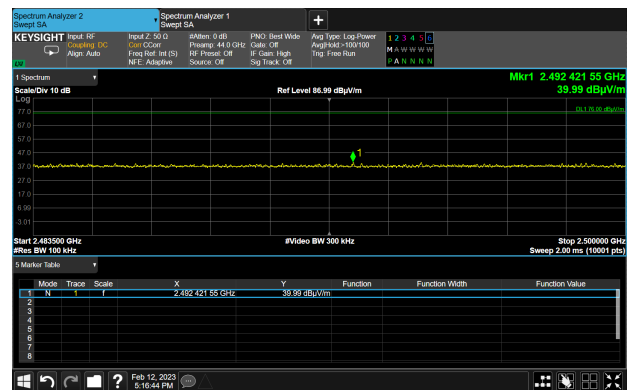 Spectrum Analyzer 2
Swept SA
Spectrum Analyzer 1
Swept SA
+
KEYSIGHT
Input: RF
Coupling: DC
Align: Auto
Input Z: 50 Ω
Corr CCorr
Freq Ref: Int (S)
NFE: Adaptive
#Atten: 0 dB
Preamp: 44.0 GHz
RF Preset: Off
Source: Off
PNO: Best Wide
Gate: Off
IF Gain: High
Sig Track: Off
Avg Type: Log-Power
Avg|Hold:>100/100
Trig: Free Run
1 2 3 4 5 6
M A W W W W
P A N N N N
1 Spectrum
Scale/Div 10 dB
Ref Level 86.99 dBµV/m
Mkr1 2.492 421 55 GHz
39.99 dBµV/m
Log
DL1 76.00 dBµV/m
77.0
67.0
57.0
47.0
37.0
27.0
17.0
6.99
-3.01
1
Start 2.483500 GHz
#Res BW 100 kHz
#Video BW 300 kHz
Stop 2.500000 GHz
Sweep 2.00 ms (10001 pts)
5 Marker Table
Mode Trace Scale X Y Function Function Width Function Value
1 N 1 f 2.492 421 55 GHz 39.99 dBµV/m
2
3
4
5
6
7
8
?
Feb 12, 2023
5:16:44 PM